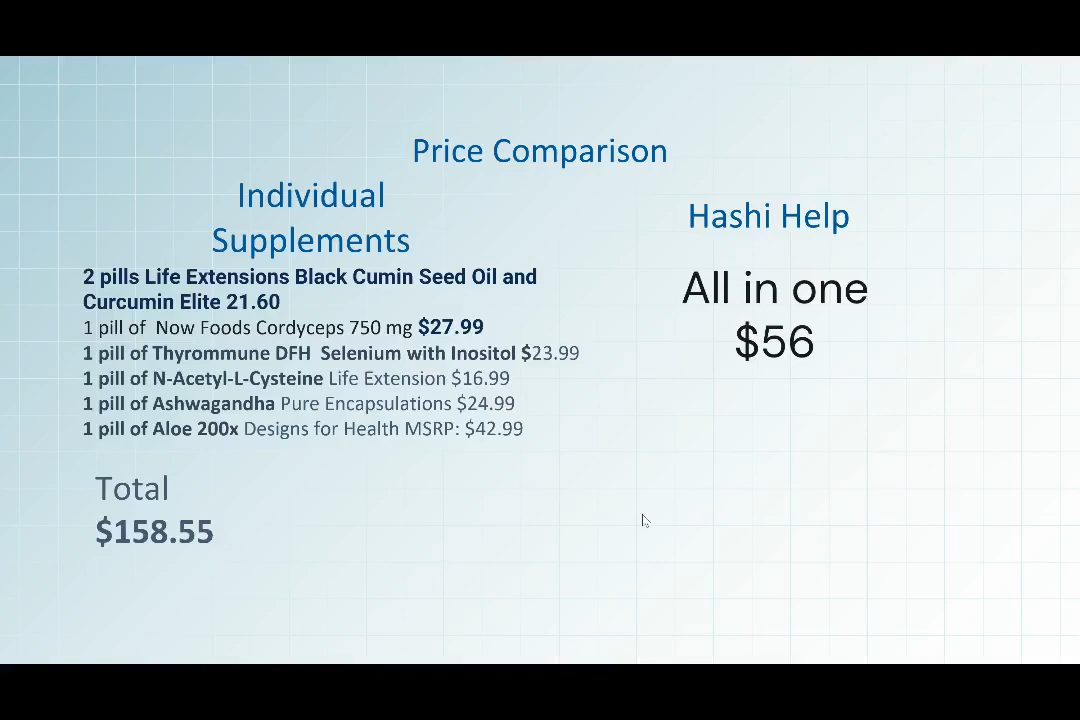 Price Comparison
Individual
Supplements
2 pills Life Extensions Black Cumin Seed Oil and
Curcumin Elite 21.60
1 pill of  Now Foods Cordyceps 750 mg $27.99
1 pill of Thyrommune DFH  Selenium with Inositol $23.99
1 pill of N-Acetyl-L-Cysteine Life Extension $16.99
1 pill of Ashwagandha Pure Encapsulations $24.99
1 pill of Aloe 200x Designs for Health MSRP: $42.99
Total
$158.55
Hashi Help
All in one
$56